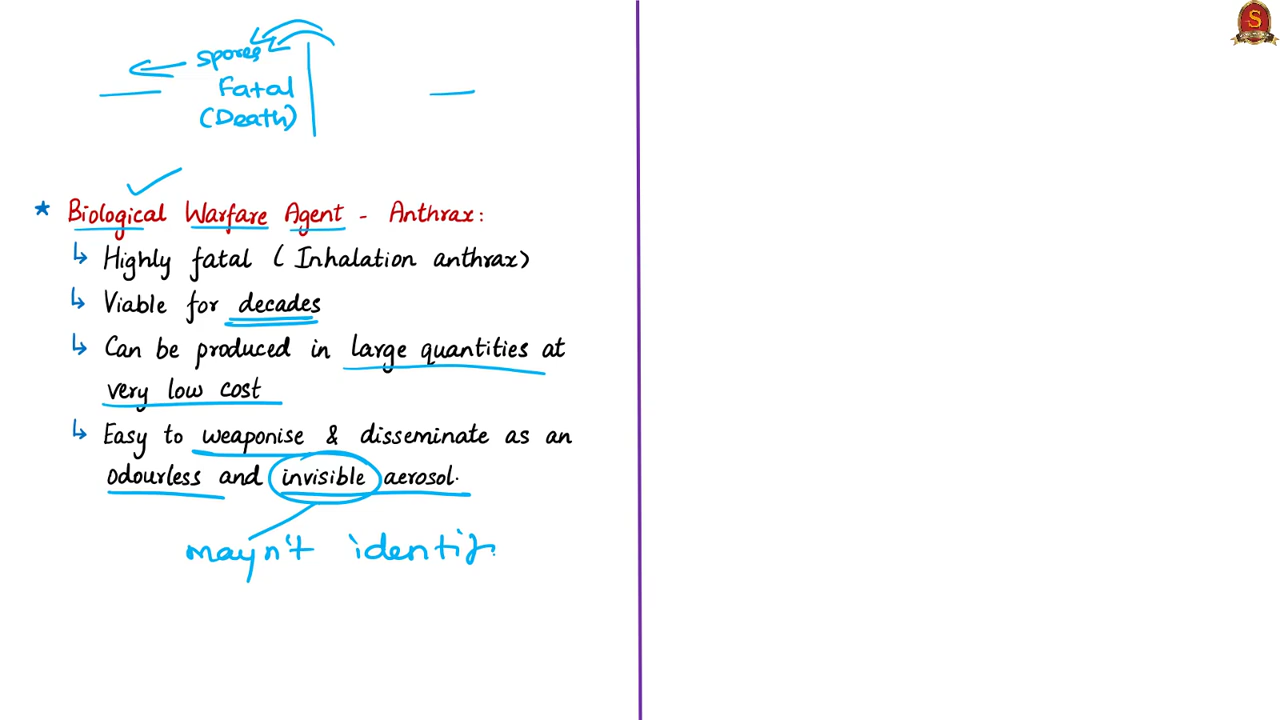 spores
Fatal
(Death)
* Biological Warfare Agent - Anthrax:
↳ Highly fatal (Inhalation anthrax)
↳ Viable for decades
↳ Can be produced in large quantities at
very low cost
↳ Easy to weaponise & disseminate as an
odourless and invisible aerosol.
mayn't identif
S